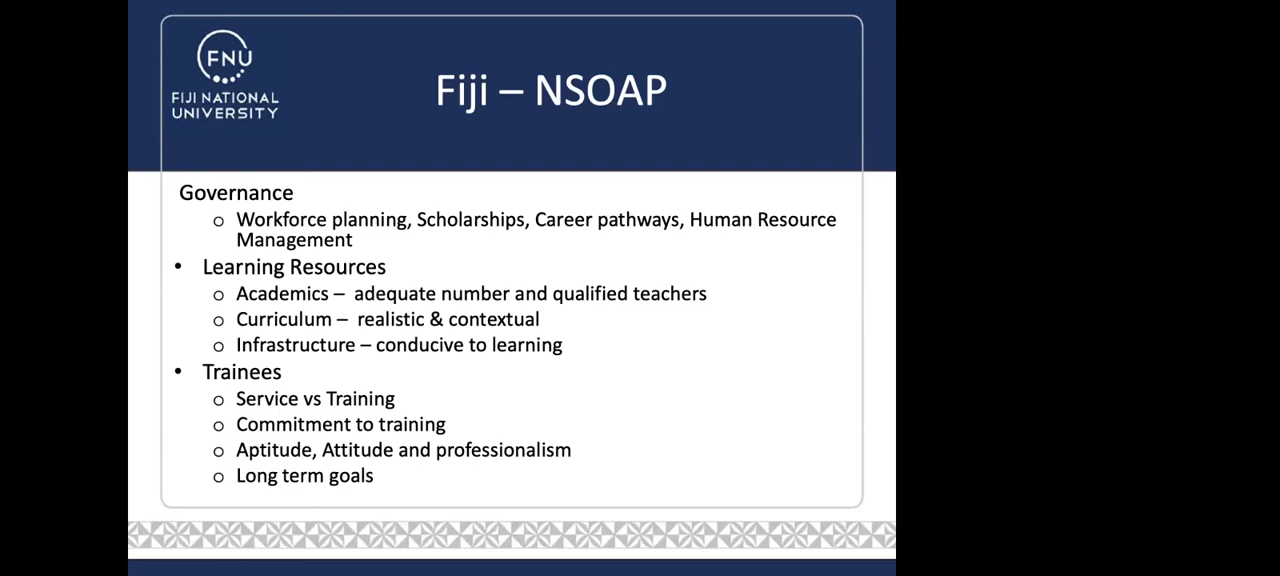 FNU
FIJI NATIONAL
UNIVERSITY
Fiji – NSOAP
Governance
o Workforce planning, Scholarships, Career pathways, Human Resource
Management
• Learning Resources
o Academics – adequate number and qualified teachers
o Curriculum – realistic & contextual
o Infrastructure – conducive to learning
• Trainees
o Service vs Training
o Commitment to training
o Aptitude, Attitude and professionalism
o Long term goals